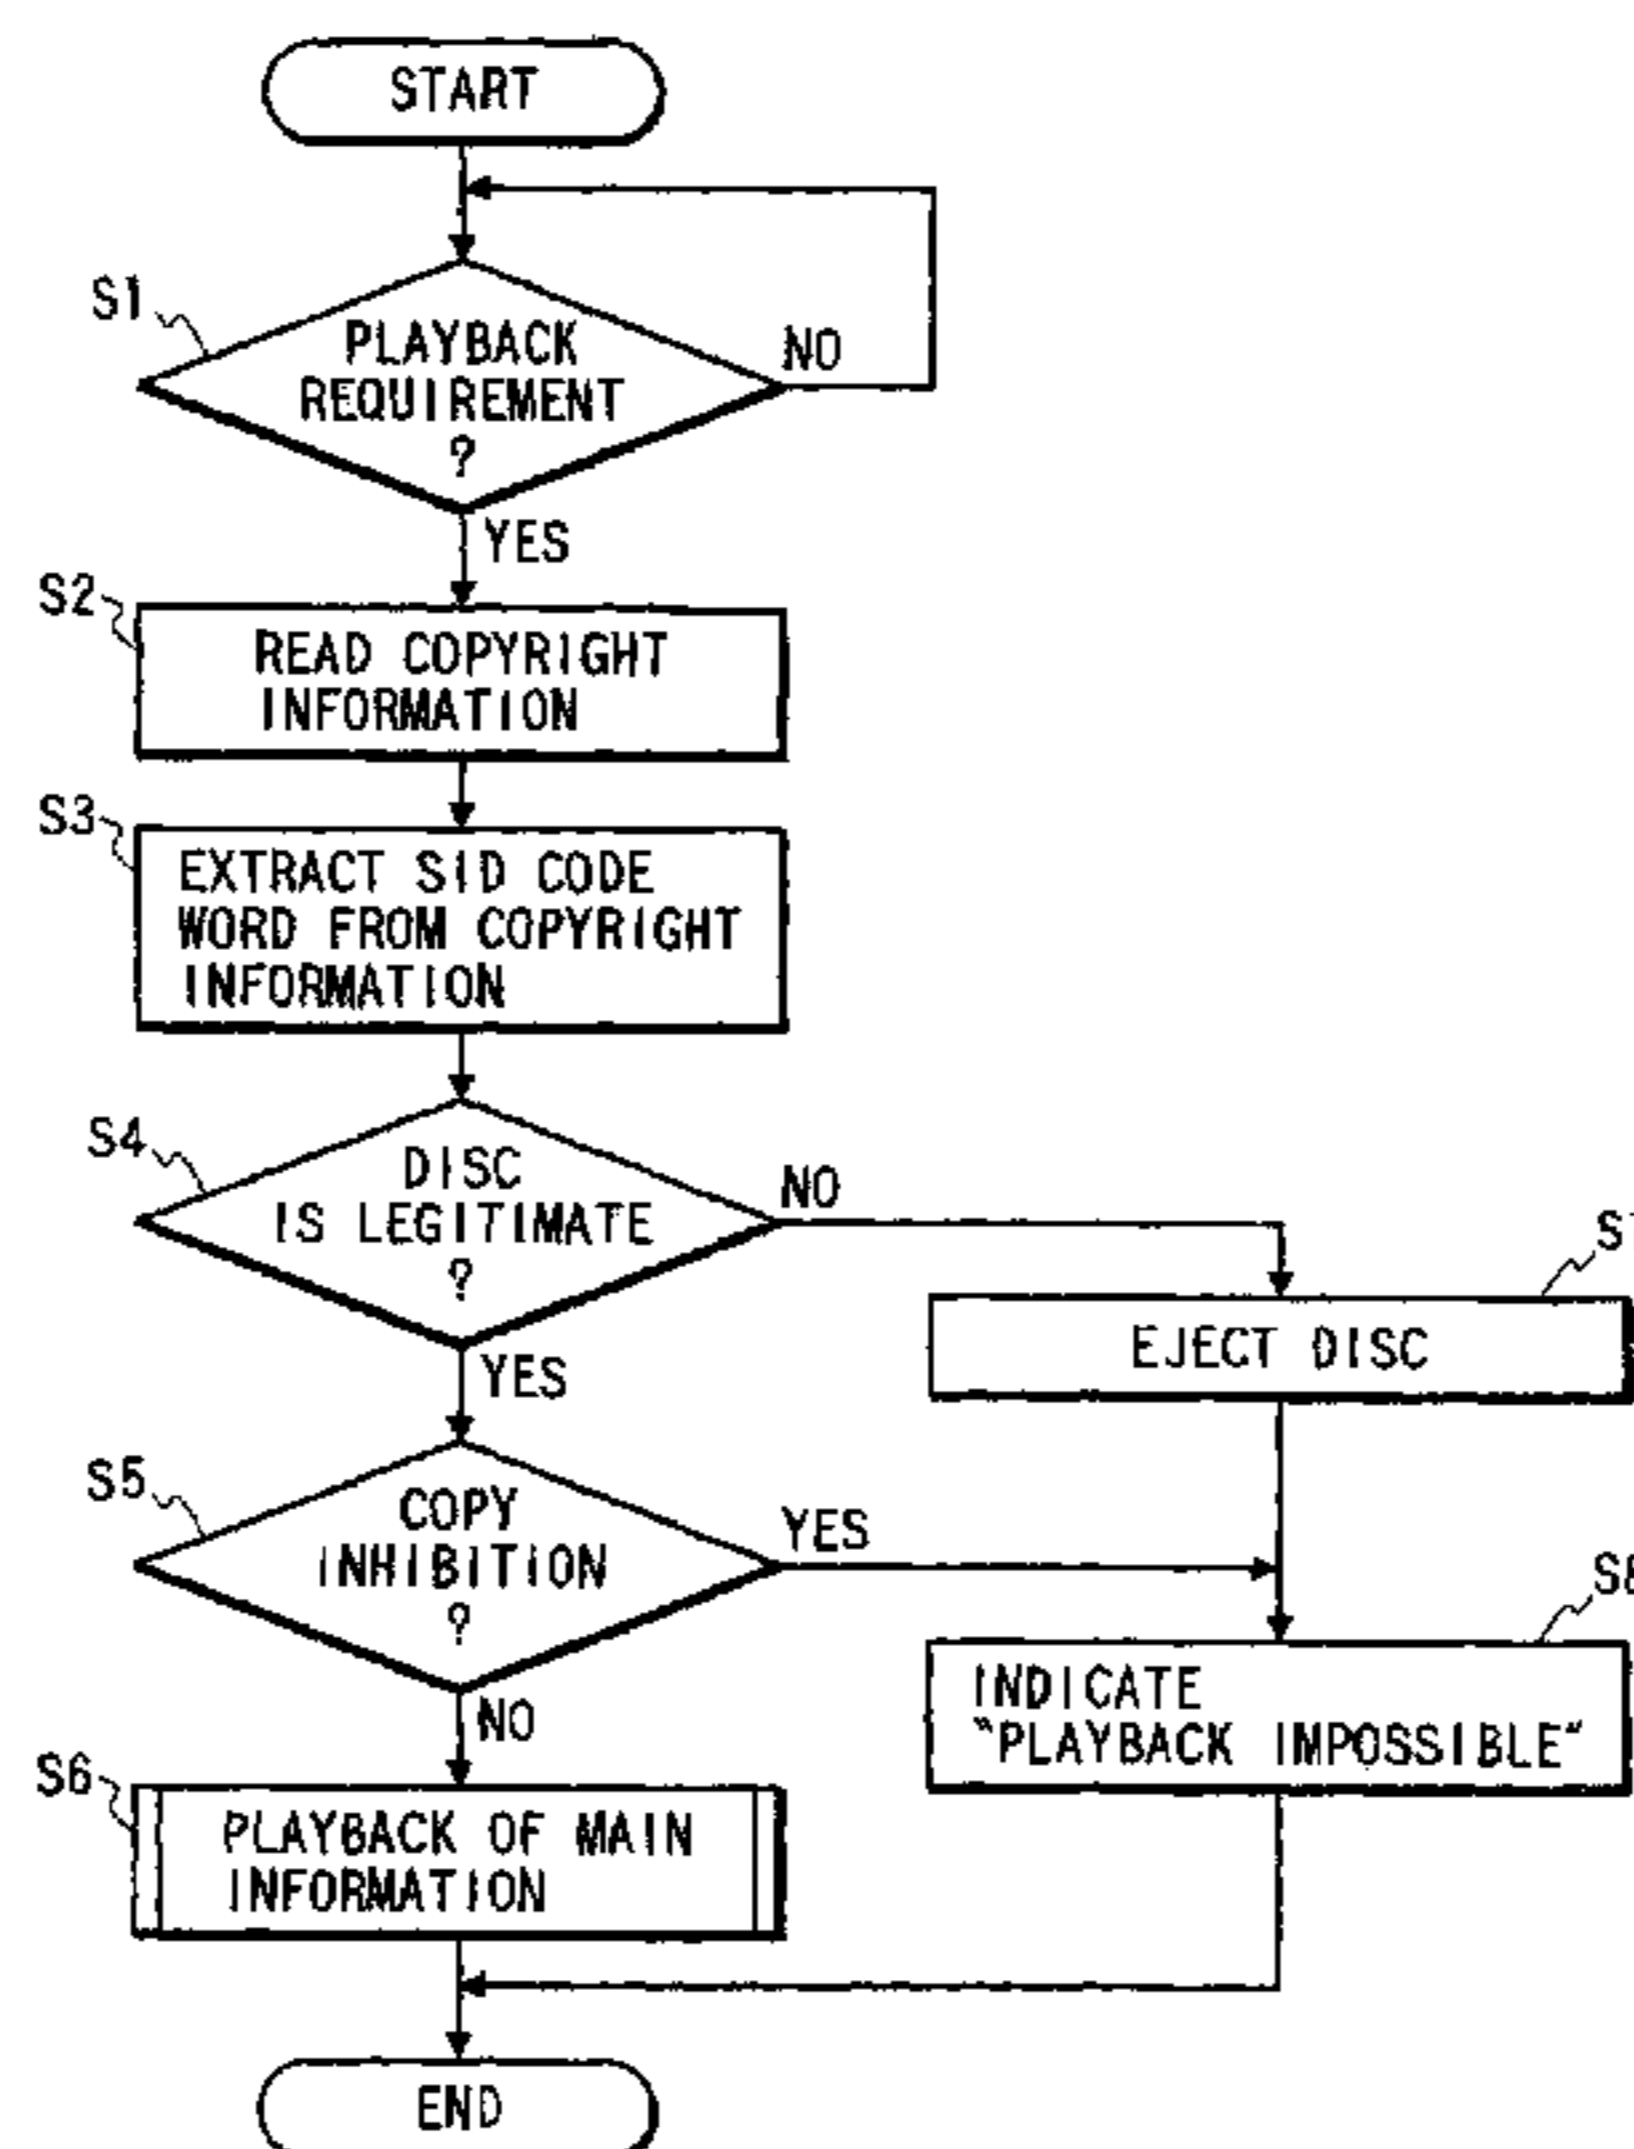 START
S1
PLAYBACK
REQUIREMENT
?
NO
YES
S2
READ COPYRIGHT
INFORMATION
S3
EXTRACT SID CODE
WORD FROM COPYRIGHT
INFORMATION
S4
DISC
IS LEGITIMATE
?
NO
YES
S7
EJECT DISC
S5
COPY
INHIBITION
?
YES
NO
S8
INDICATE
"PLAYBACK IMPOSSIBLE"
S6
PLAYBACK OF MAIN
INFORMATION
END